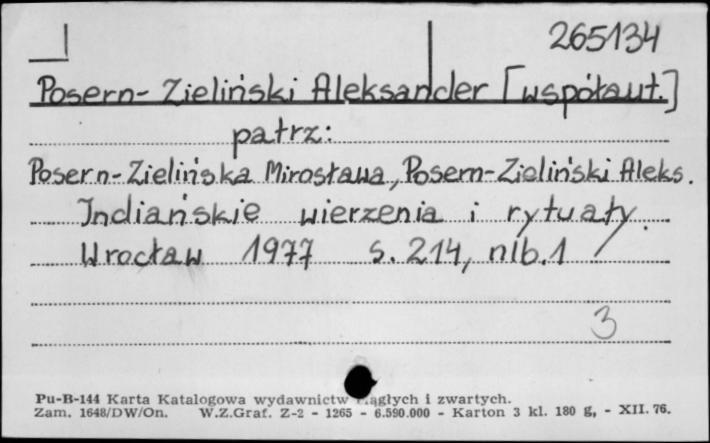 265134
Posern-Zieliński Aleksander [współaut.]
patrz:
Posern-Zielińska Mirosława, Posern-Zieliński Aleks.
Indiańskie wierzenia i rytuały.
Wrocław 1977 s. 214, nlb. 1
3
Pu-B-144 Karta Katalogowa wydawnictw ciągłych i zwartych.
Zam. 1648/DW/On. W.Z.Graf. Z-2 - 1265 - 6.590.000 - Karton 3 kl. 180 g, - XII. 76.